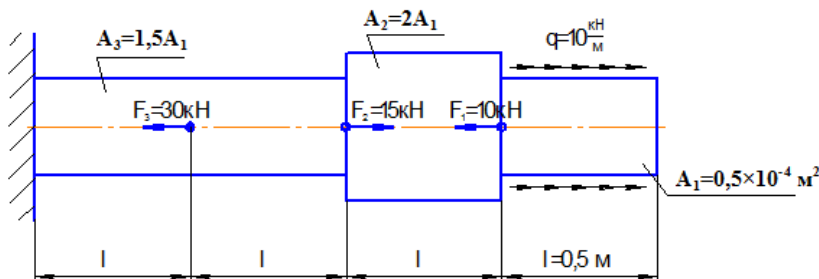 A₂=2A₁
A₃=1,5A₁
q=10 кН/м
F₃=30кН
F₂=15кН
F₁=10кН
A₁=0,5×10⁻⁴ м²
l
l
l
l=0,5 м